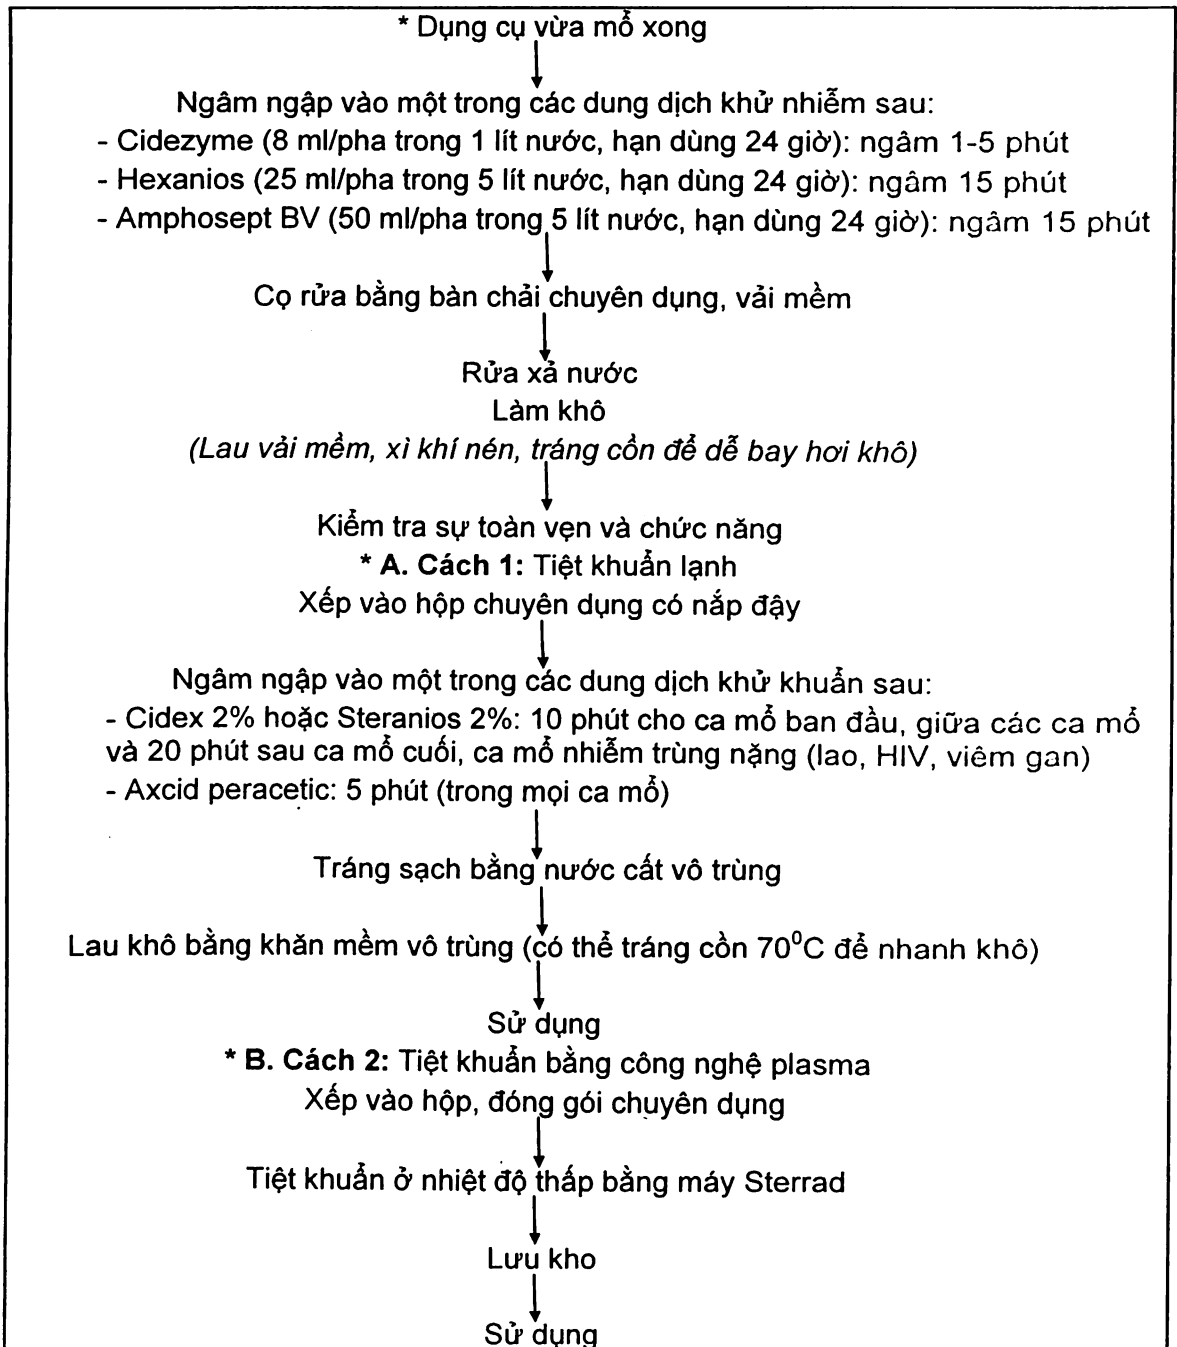 * Dụng cụ vừa mổ xong
Ngâm ngập vào một trong các dung dịch khử nhiễm sau:
- Cidezyme (8 ml/pha trong 1 lít nước, hạn dùng 24 giờ): ngâm 1-5 phút
- Hexanios (25 ml/pha trong 5 lít nước, hạn dùng 24 giờ): ngâm 15 phút
- Amphosept BV (50 ml/pha trong 5 lít nước, hạn dùng 24 giờ): ngâm 15 phút
Cọ rửa bằng bàn chải chuyên dụng, vải mềm
Rửa xả nước
Làm khô
(Lau vải mềm, xì khí nén, tráng cồn để dễ bay hơi khô)
Kiểm tra sự toàn vẹn và chức năng
* A. Cách 1: Tiệt khuẩn lạnh
Xếp vào hộp chuyên dụng có nắp đậy
Ngâm ngập vào một trong các dung dịch khử khuẩn sau:
- Cidex 2% hoặc Steranios 2%: 10 phút cho ca mổ ban đầu, giữa các ca mổ
và 20 phút sau ca mổ cuối, ca mổ nhiễm trùng nặng (lao, HIV, viêm gan)
- Axcid peracetic: 5 phút (trong mọi ca mổ)
Tráng sạch bằng nước cất vô trùng
Lau khô bằng khăn mềm vô trùng (có thể tráng cồn 70⁰C để nhanh khô)
Sử dụng
* B. Cách 2: Tiệt khuẩn bằng công nghệ plasma
Xếp vào hộp, đóng gói chuyên dụng
Tiệt khuẩn ở nhiệt độ thấp bằng máy Sterrad
Lưu kho
Sử dụng